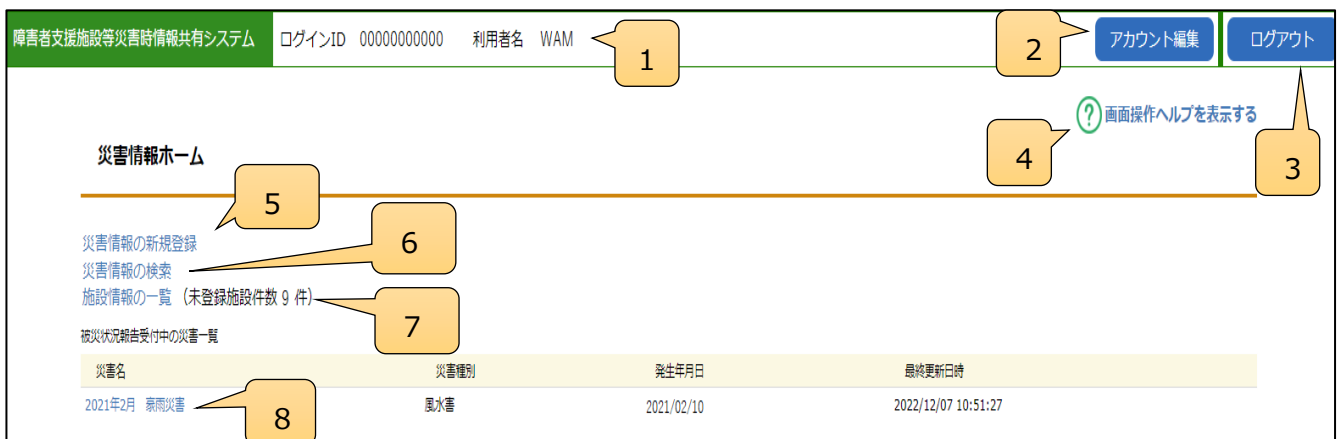 障害者支援施設等災害時情報共有システム ログインID 00000000000 利用者名 WAM 1 2 アカウント編集 ログアウト
? 画面操作ヘルプを表示する
4
3
災害情報ホーム
5
災害情報の新規登録
6
災害情報の検索
施設情報の一覧 (未登録施設件数 9 件)
7
被災状況報告受付中の災害一覧
災害名 災害種別 発生年月日 最終更新日時
2021年2月 豪雨災害 風水害 2021/02/10 2022/12/07 10:51:27
8